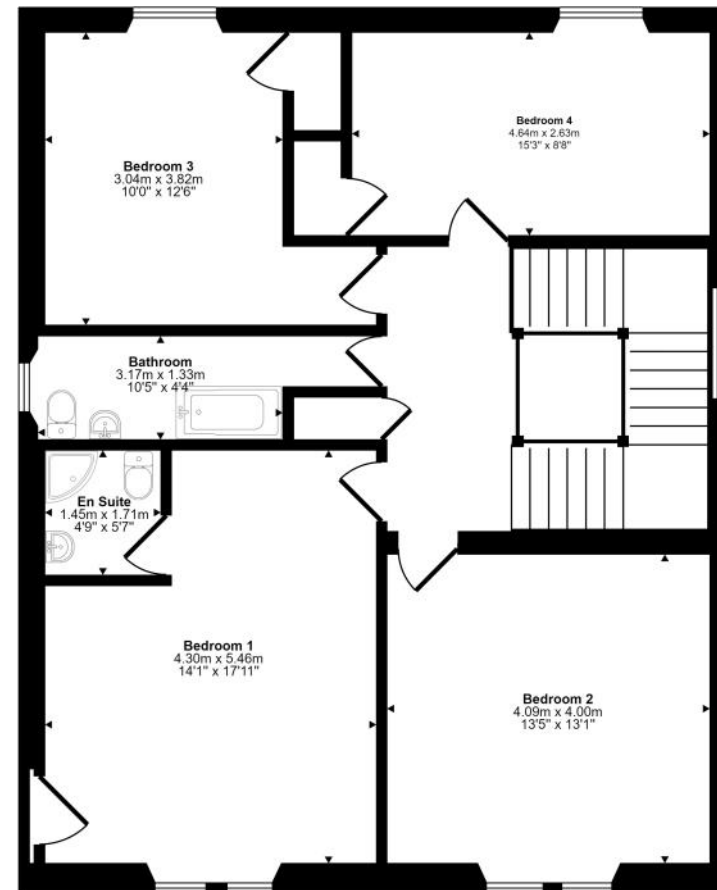 Bedroom 4
4.64m x 2.63m
15'3" x 8'8"
Bedroom 3
3.04m x 3.82m
10'0" x 12'6"
Bathroom
3.17m x 1.33m
10'5" x 4'4"
En Suite
1.45m x 1.71m
4'9" x 5'7"
Bedroom 1
4.30m x 5.46m
14'1" x 17'11"
Bedroom 2
4.09m x 4.00m
13'5" x 13'1"